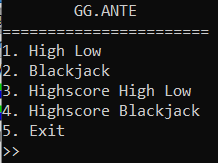 GG.ANTE
=======================
1. High Low
2. Blackjack
3. Highscore High Low
4. Highscore Blackjack
5. Exit
>>